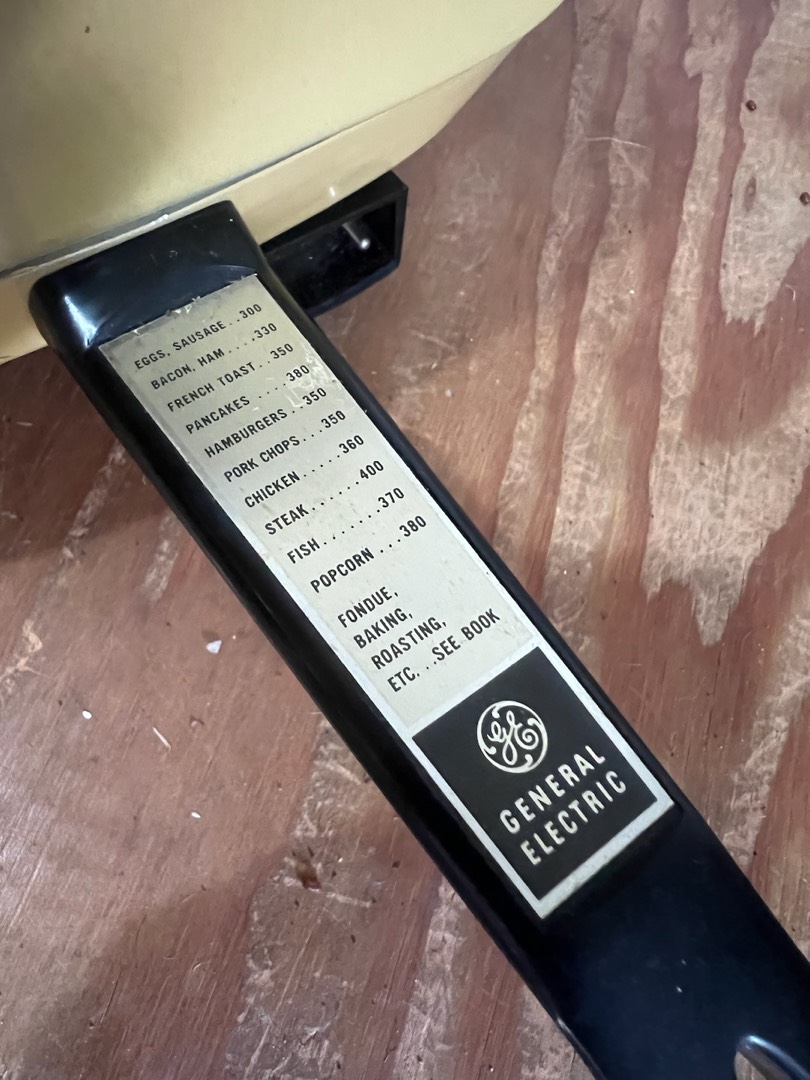 EGGS, SAUSAGE..300
BACON, HAM....330
FRENCH TOAST..350
PANCAKES ....380
HAMBURGERS ..350
PORK CHOPS...350
CHICKEN.....360
STEAK......400
FISH.......370
POPCORN ...380
FONDUE,
BAKING,
ROASTING,
ETC...SEE BOOK
GE
GENERAL
ELECTRIC